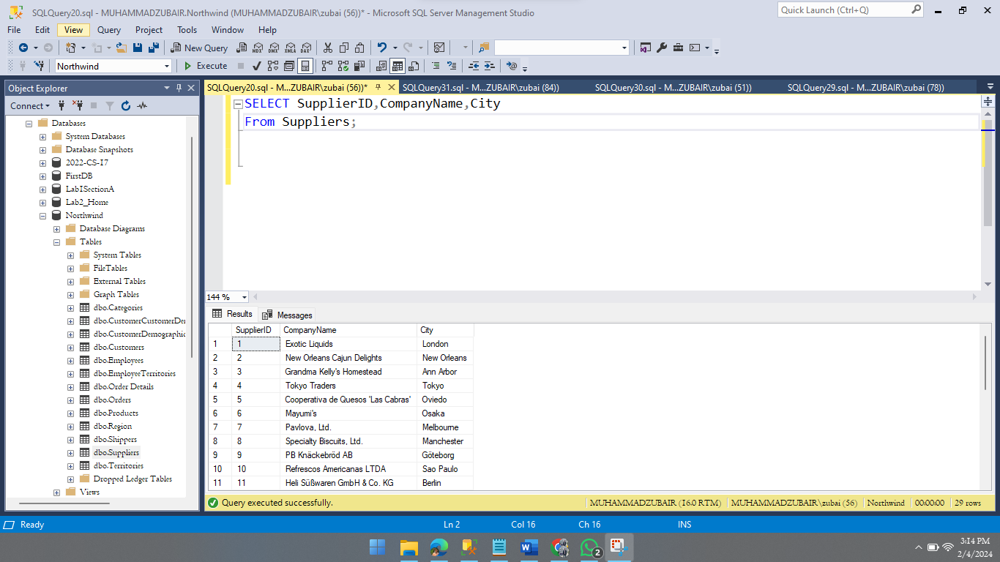 SQLQuery20.sql - MUHAMMADZUBAIR.Northwind (MUHAMMADZUBAIR\zubai (56))* - Microsoft SQL Server Management Studio
Quick Launch (Ctrl+Q)
File Edit View Query Project Tools Window Help
New Query MDX DMX XMLA DAX
Northwind Execute
Object Explorer
SQLQuery20.sql - M...ZUBAIR\zubai (56))* SQLQuery31.sql - M...ZUBAIR\zubai (84)) SQLQuery30.sql - M...ZUBAIR\zubai (51)) SQLQuery29.sql - M...ZUBAIR\zubai (78))
Connect
Databases
System Databases
Database Snapshots
2022-CS-17
FirstDB
Lab1SectionA
Lab2_Home
Northwind
Database Diagrams
Tables
System Tables
FileTables
External Tables
Graph Tables
dbo.Categories
dbo.CustomerCustomerDer
dbo.CustomerDemographic
dbo.Customers
dbo.Employees
dbo.EmployeeTerritories
dbo.Order Details
dbo.Orders
dbo.Products
dbo.Region
dbo.Shippers
dbo.Suppliers
dbo.Territories
Dropped Ledger Tables
Views
SELECT SupplierID,CompanyName,City
From Suppliers;
144 %
Results Messages
SupplierID CompanyName City
1 1 Exotic Liquids London
2 2 New Orleans Cajun Delights New Orleans
3 3 Grandma Kelly's Homestead Ann Arbor
4 4 Tokyo Traders Tokyo
5 5 Cooperativa de Quesos 'Las Cabras' Oviedo
6 6 Mayumi's Osaka
7 7 Pavlova, Ltd. Melbourne
8 8 Specialty Biscuits, Ltd. Manchester
9 9 PB Knäckebröd AB Göteborg
10 10 Refrescos Americanas LTDA Sao Paulo
11 11 Heli Süßwaren GmbH & Co. KG Berlin
Query executed successfully. MUHAMMADZUBAIR (16.0 RTM) MUHAMMADZUBAIR\zubai (56) Northwind 00:00:00 29 rows
Ready Ln 2 Col 16 Ch 16 INS
2
3:14 PM
2/4/2024